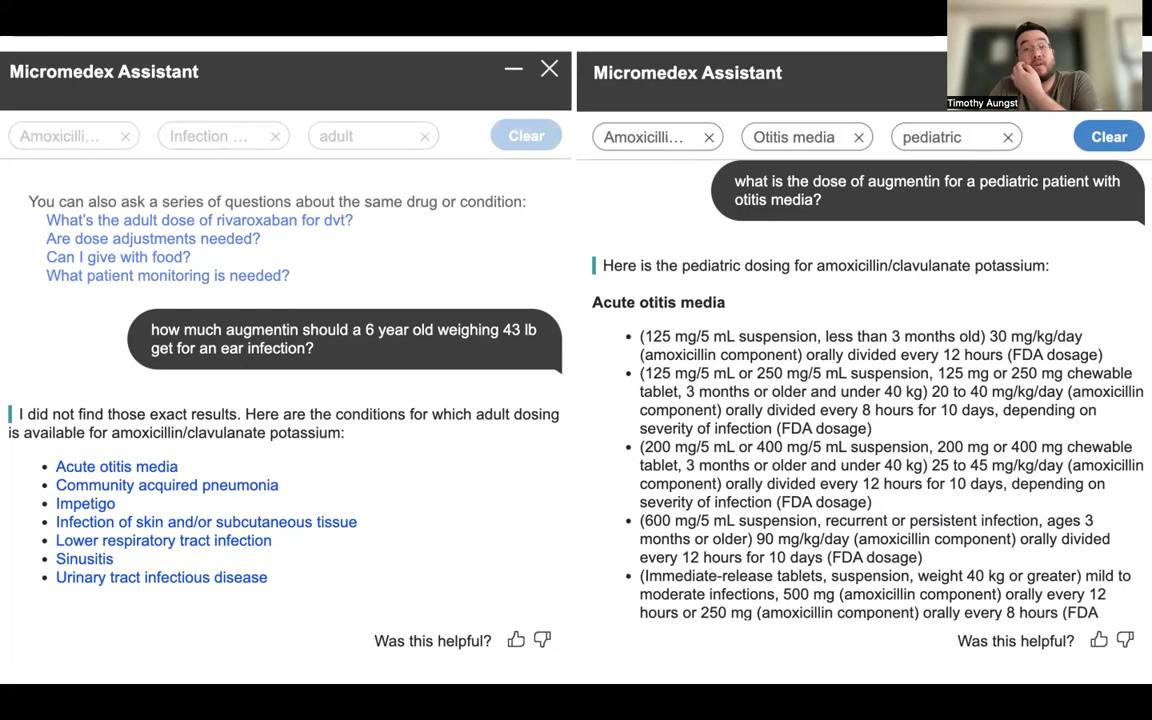 Micromedex Assistant
Amoxicilli...
Infection ...
adult
Clear
You can also ask a series of questions about the same drug or condition:
What's the adult dose of rivaroxaban for dvt?
Are dose adjustments needed?
Can I give with food?
What patient monitoring is needed?
how much augmentin should a 6 year old weighing 43 lb
get for an ear infection?
I did not find those exact results. Here are the conditions for which adult dosing
is available for amoxicillin/clavulanate potassium:
• Acute otitis media
• Community acquired pneumonia
• Impetigo
• Infection of skin and/or subcutaneous tissue
• Lower respiratory tract infection
• Sinusitis
• Urinary tract infectious disease
Was this helpful?
Micromedex Assistant
Timothy Aungst
Amoxicilli...
Otitis media
pediatric
Clear
what is the dose of augmentin for a pediatric patient with
otitis media?
Here is the pediatric dosing for amoxicillin/clavulanate potassium:
Acute otitis media
• (125 mg/5 mL suspension, less than 3 months old) 30 mg/kg/day
(amoxicillin component) orally divided every 12 hours (FDA dosage)
• (125 mg/5 mL or 250 mg/5 mL suspension, 125 mg or 250 mg chewable
tablet, 3 months or older and under 40 kg) 20 to 40 mg/kg/day (amoxicillin
component) orally divided every 8 hours for 10 days, depending on
severity of infection (FDA dosage)
• (200 mg/5 mL or 400 mg/5 mL suspension, 200 mg or 400 mg chewable
tablet, 3 months or older and under 40 kg) 25 to 45 mg/kg/day (amoxicillin
component) orally divided every 12 hours for 10 days, depending on
severity of infection (FDA dosage)
• (600 mg/5 mL suspension, recurrent or persistent infection, ages 3
months or older) 90 mg/kg/day (amoxicillin component) orally divided
every 12 hours for 10 days (FDA dosage)
• (Immediate-release tablets, suspension, weight 40 kg or greater) mild to
moderate infections, 500 mg (amoxicillin component) orally every 12
hours or 250 mg (amoxicillin component) orally every 8 hours (FDA
Was this helpful?